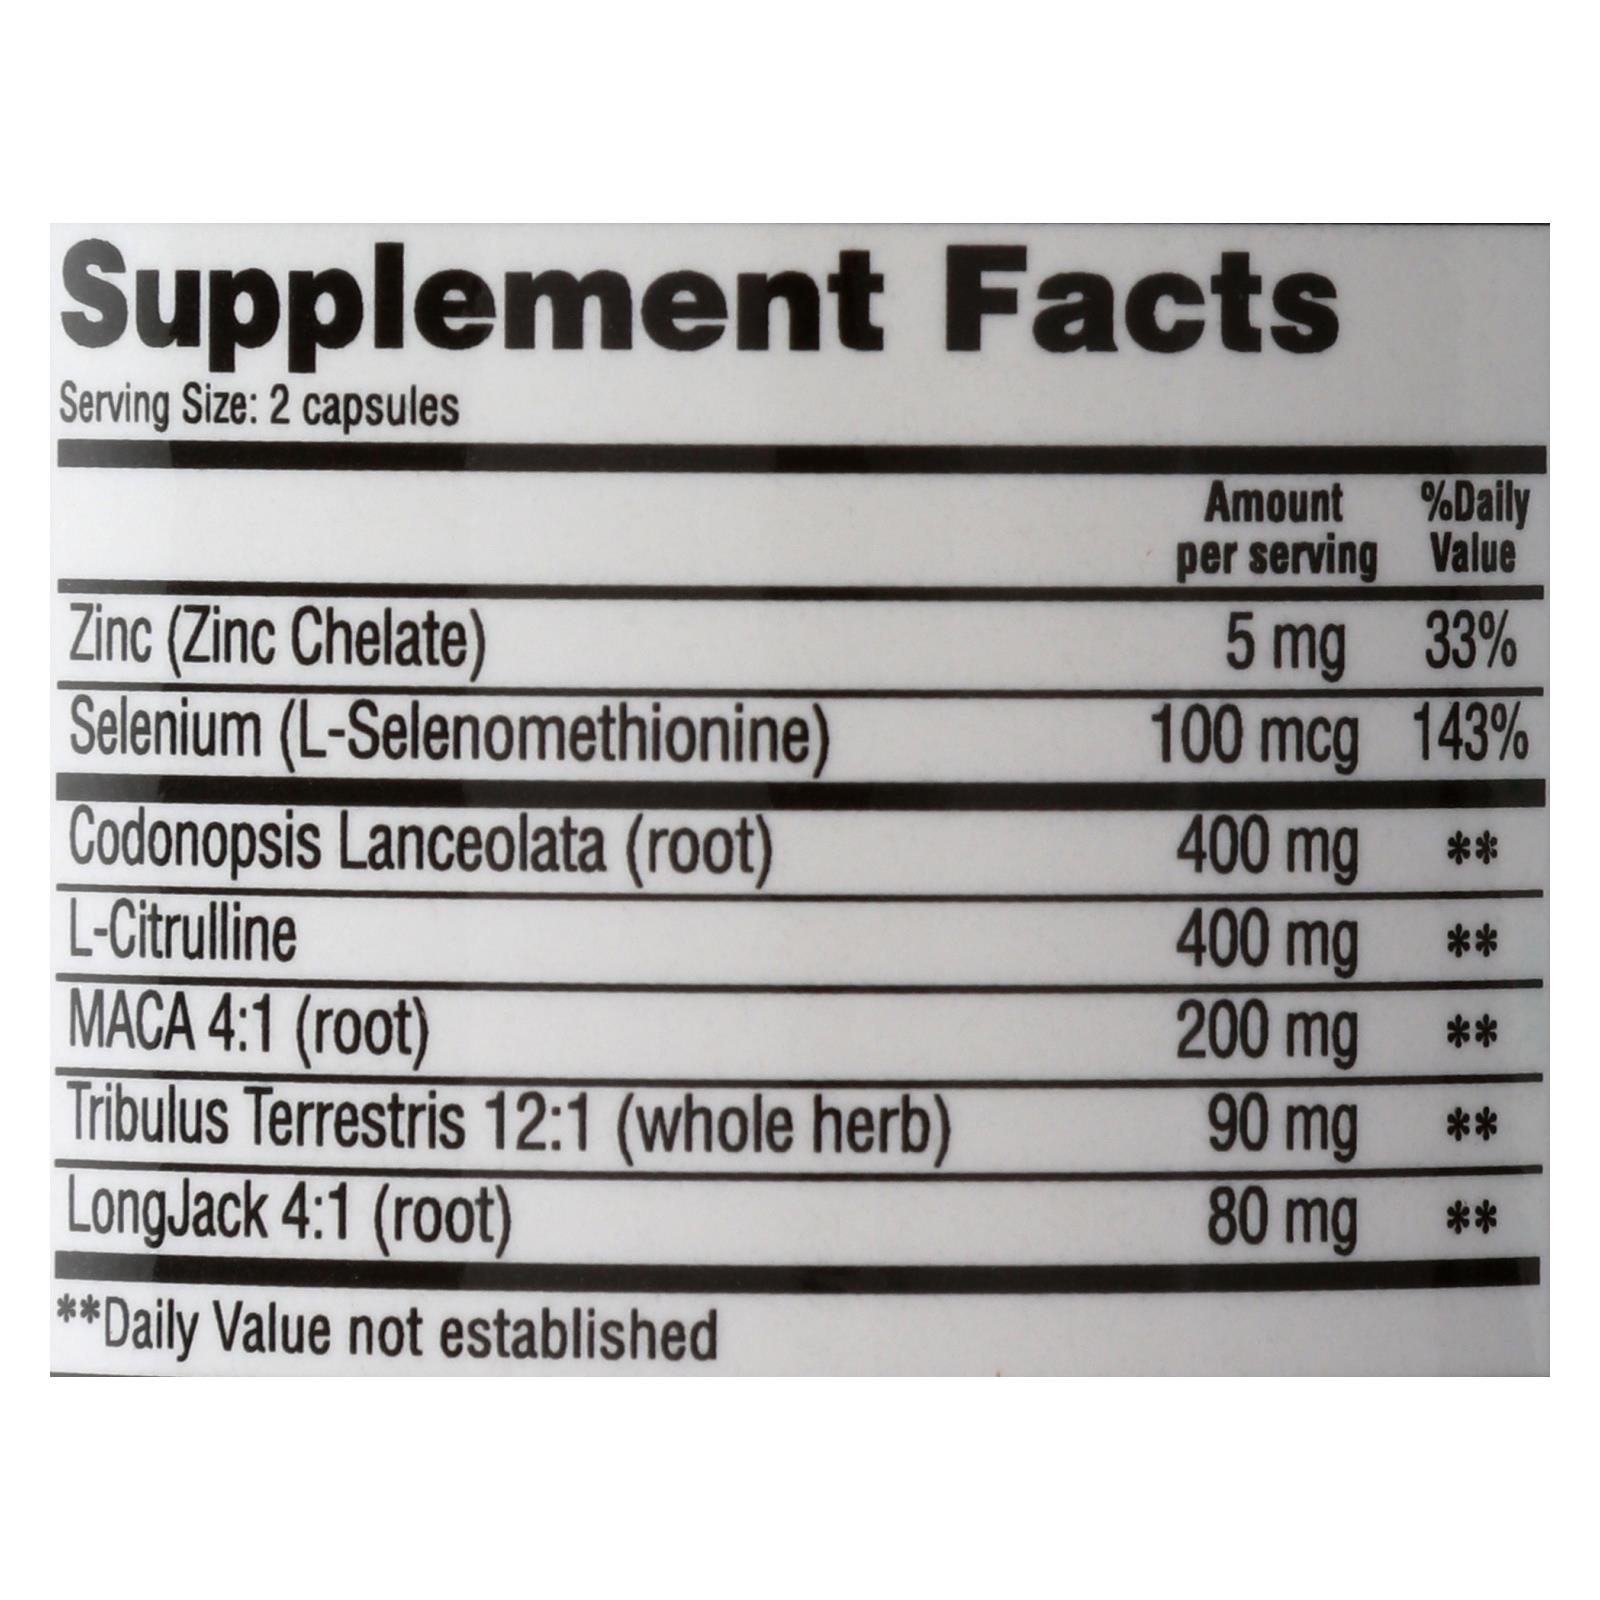 Supplement Facts
Serving Size: 2 capsules
Amount per serving %Daily Value
Zinc (Zinc Chelate) 5 mg 33%
Selenium (L-Selenomethionine) 100 mcg 143%
Codonopsis Lanceolata (root) 400 mg **
L-Citrulline 400 mg **
MACA 4:1 (root) 200 mg **
Tribulus Terrestris 12:1 (whole herb) 90 mg **
LongJack 4:1 (root) 80 mg **
**Daily Value not established